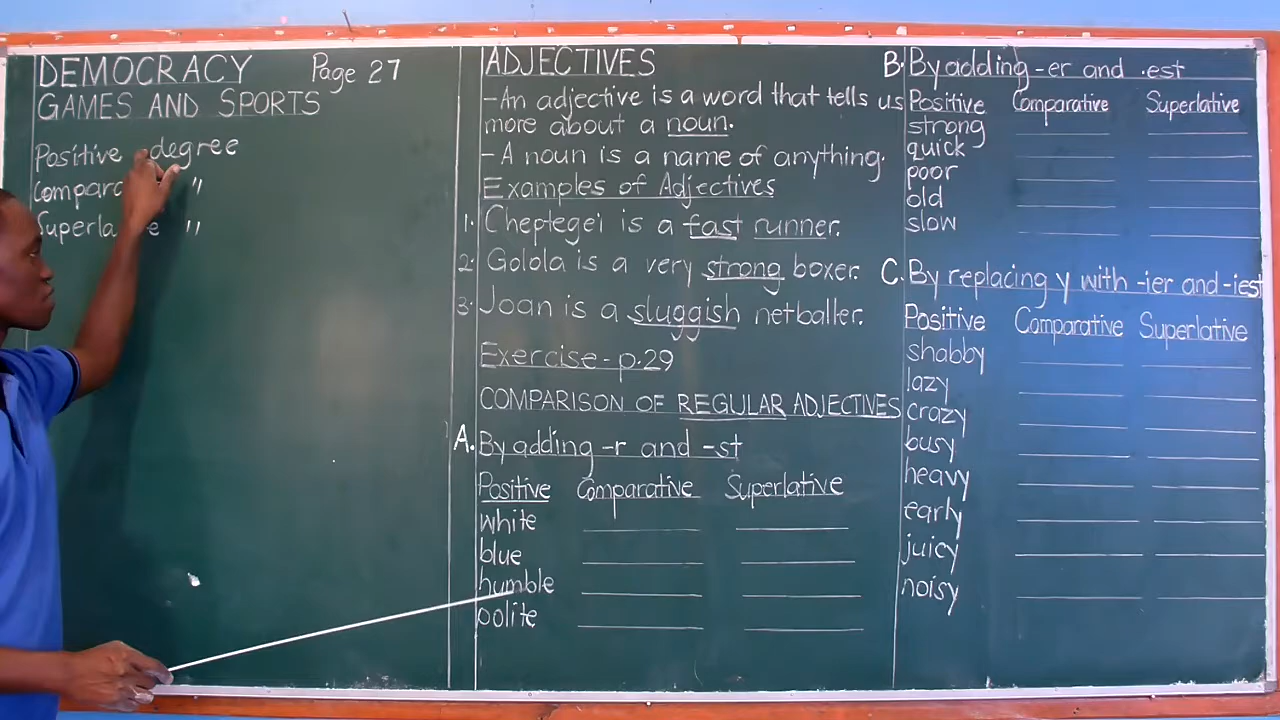 DEMOCRACY Page 27
GAMES AND SPORTS
Positive degree
"
"
ADJECTIVES
-An adjective is a word that tells us
more about a noun.
-A noun is a name of anything.
Examples of Adjectives
1. Cheptegei is a fast runner.
2. Golola is a very strong boxer.
3. Joan is a sluggish netballer.
Exercise - p.29
COMPARISON OF REGULAR ADJECTIVES
A. By adding -r and -st
Positive Comparative Superlative
white
blue
humble
polite
B. By adding -er and -est
Positive Comparative Superlative
strong
quick
poor
old
slow
C. By replacing y with -ier and -iest
Positive Comparative Superlative
shabby
lazy
crazy
busy
heavy
early
juicy
noisy